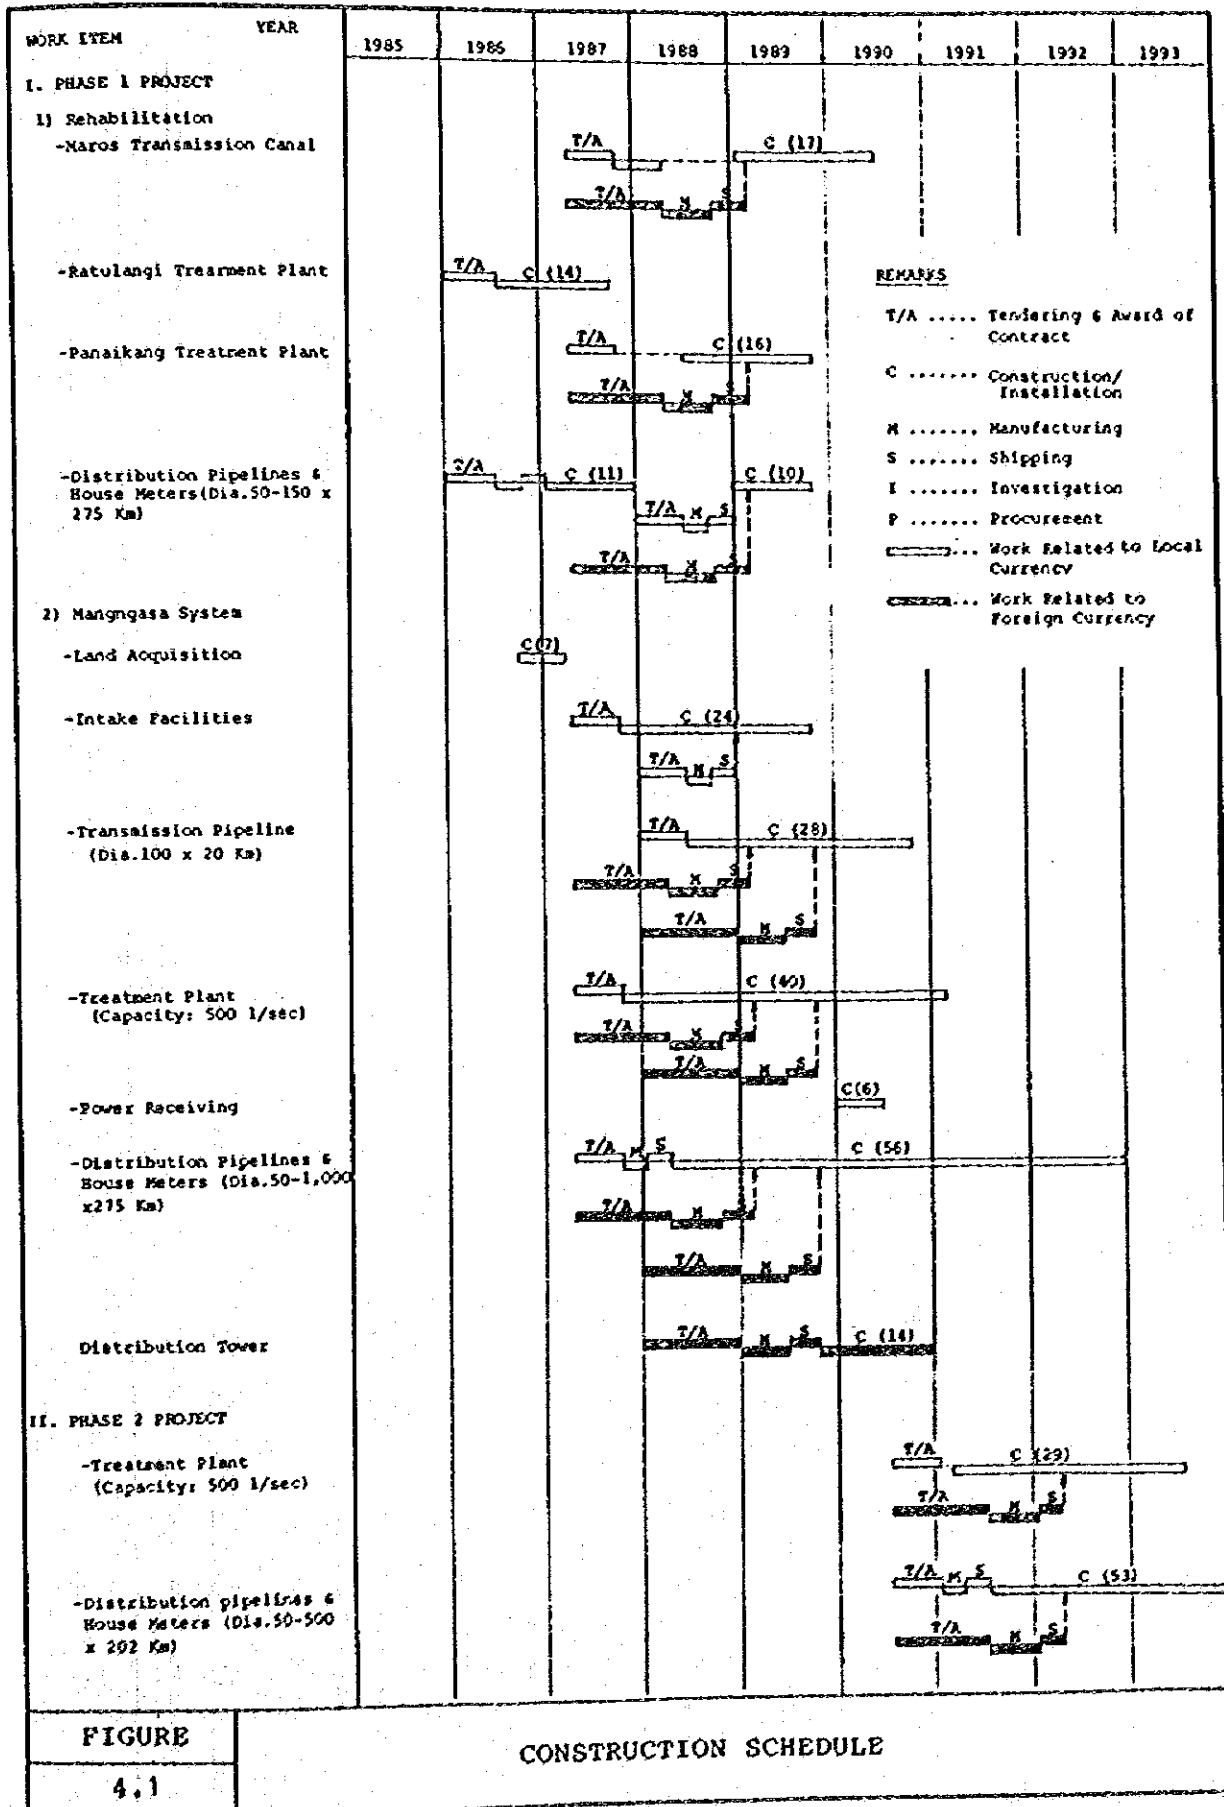 WORK ITEM YEAR 1985 1986 1987 1988 1989 1990 1991 1992 1993
I. PHASE 1 PROJECT
1) Rehabilitation
-Maros Transmission Canal
T/A C (17)
T/A M S
-Ratulangi Trearment Plant
T/A C (14)
-Panaikang Treatment Plant
T/A C (16)
T/A M S
-Distribution Pipelines &
House Meters(Dia.50-150 x
275 Km)
T/A C (11) C (10)
T/A M S
T/A M S
REMARKS
T/A ..... Tendering & Award of
Contract
C ....... Construction/
Installation
M ....... Manufacturing
S ....... Shipping
I ....... Investigation
P ....... Procurement
... Work Related to Local
Currency
... Work Related to
Foreign Currency
2) Mangngasa System
-Land Acquisition
C(7)
-Intake Facilities
T/A C (24)
T/A M S
-Transmission Pipeline
(Dia.100 x 20 Km)
T/A C (28)
T/A M S
T/A M S
-Treatment Plant
(Capacity: 500 l/sec)
T/A C (40)
T/A M S
T/A M S
-Power Receiving
C(6)
-Distribution Pipelines &
House Meters (Dia.50-1,000
x275 Km)
T/A M S C (56)
T/A M S
T/A M S
Distribution Tower
T/A M S C (14)
II. PHASE 2 PROJECT
-Treatment Plant
(Capacity: 500 l/sec)
T/A C (29)
T/A M S
-Distribution pipelines &
House Meters (Dia.50-500
x 202 Km)
T/A M S C (53)
T/A M S
FIGURE
4.1
CONSTRUCTION SCHEDULE